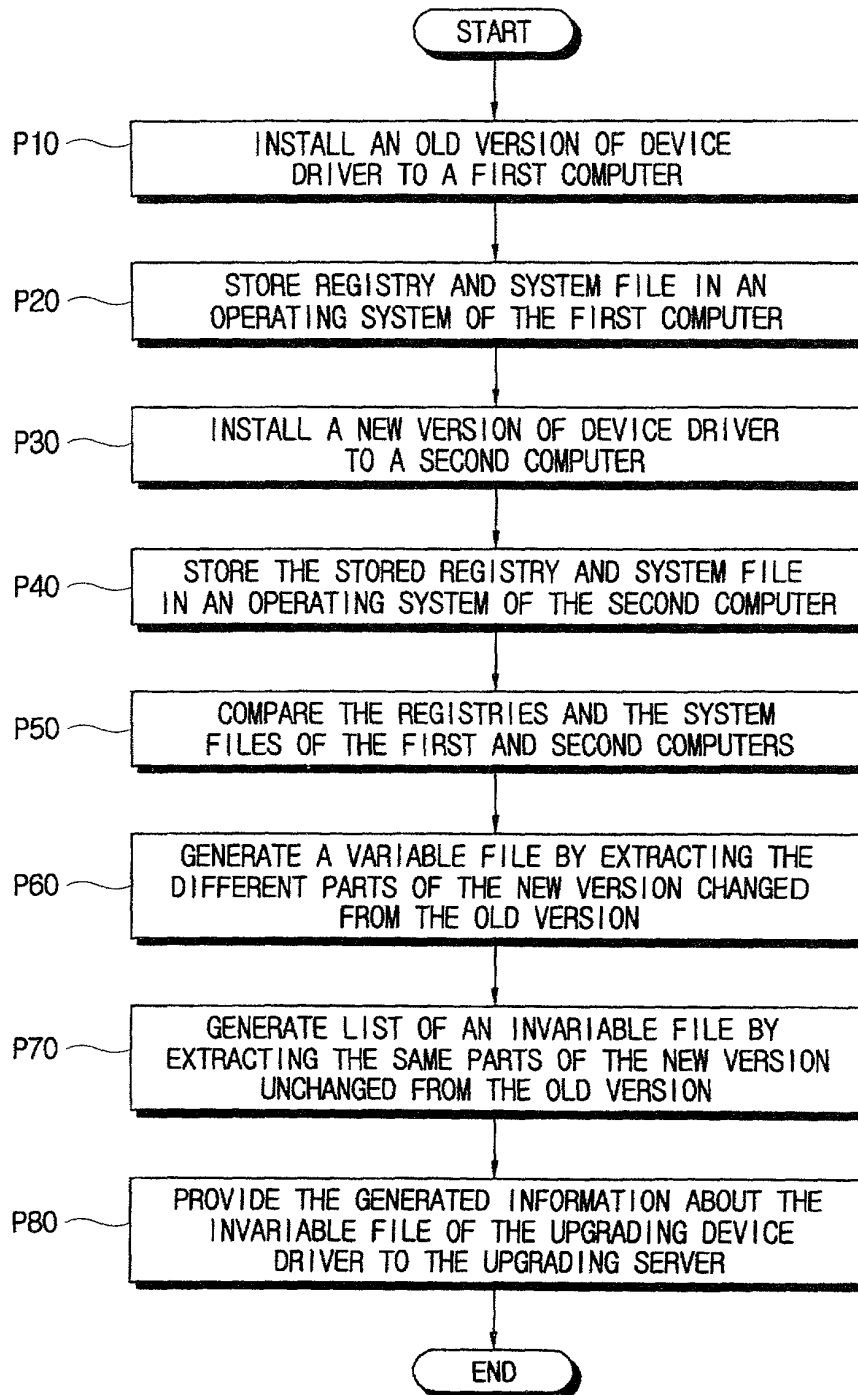 START
P10
INSTALL AN OLD VERSION OF DEVICE
DRIVER TO A FIRST COMPUTER
P20
STORE REGISTRY AND SYSTEM FILE IN AN
OPERATING SYSTEM OF THE FIRST COMPUTER
P30
INSTALL A NEW VERSION OF DEVICE DRIVER
TO A SECOND COMPUTER
P40
STORE THE STORED REGISTRY AND SYSTEM FILE
IN AN OPERATING SYSTEM OF THE SECOND COMPUTER
P50
COMPARE THE REGISTRIES AND THE SYSTEM
FILES OF THE FIRST AND SECOND COMPUTERS
P60
GENERATE A VARIABLE FILE BY EXTRACTING THE
DIFFERENT PARTS OF THE NEW VERSION CHANGED
FROM THE OLD VERSION
P70
GENERATE LIST OF AN INVARIABLE FILE BY
EXTRACTING THE SAME PARTS OF THE NEW VERSION
UNCHANGED FROM THE OLD VERSION
P80
PROVIDE THE GENERATED INFORMATION ABOUT THE
INVARIABLE FILE OF THE UPGRADING DEVICE
DRIVER TO THE UPGRADING SERVER
END